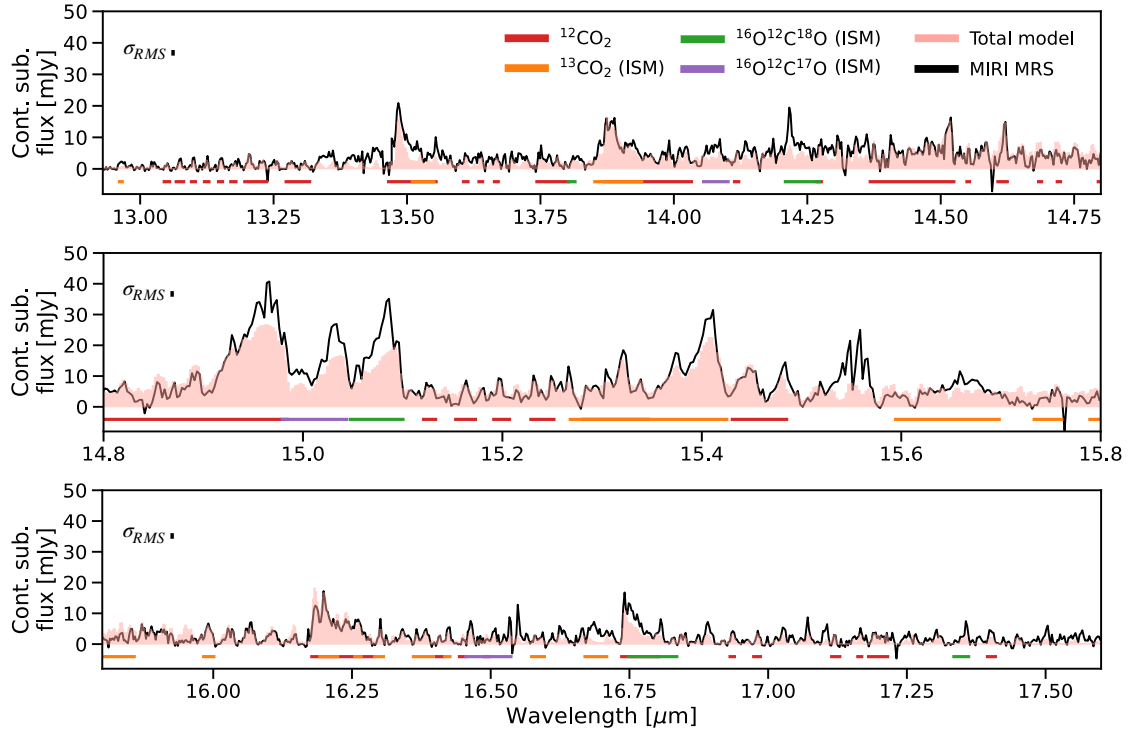 50
40
30
20
10
0
Cont. sub.
flux [mJy]
σRMS
¹²CO₂
¹³CO₂ (ISM)
¹⁶O¹²C¹⁸O (ISM)
¹⁶O¹²C¹⁷O (ISM)
Total model
MIRI MRS
13.00 13.25 13.50 13.75 14.00 14.25 14.50 14.75
50
40
30
20
10
0
Cont. sub.
flux [mJy]
σRMS
14.8 15.0 15.2 15.4 15.6 15.8
50
40
30
20
10
0
Cont. sub.
flux [mJy]
σRMS
16.00 16.25 16.50 16.75 17.00 17.25 17.50
Wavelength [μm]